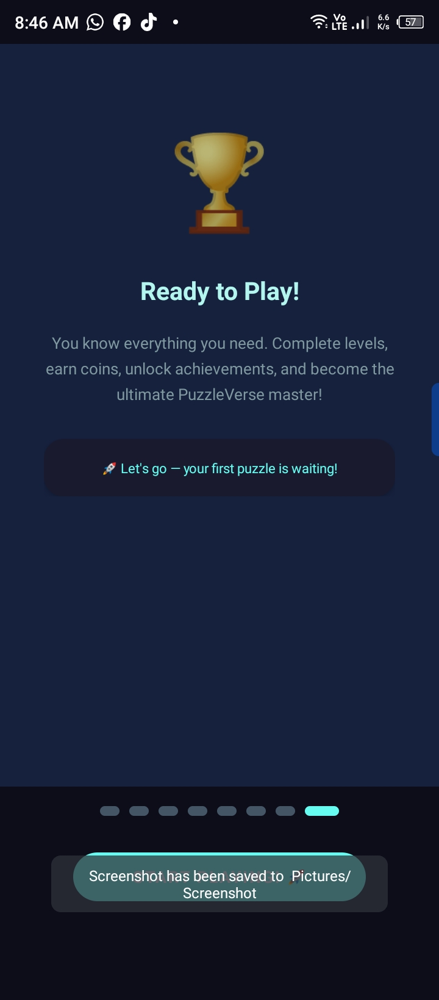 8:46 AM
Vo
LTE
6.6
K/s
57
Ready to Play!
You know everything you need. Complete levels,
earn coins, unlock achievements, and become the
ultimate PuzzleVerse master!
🚀 Let's go — your first puzzle is waiting!
Screenshot has been saved to Pictures/
Screenshot